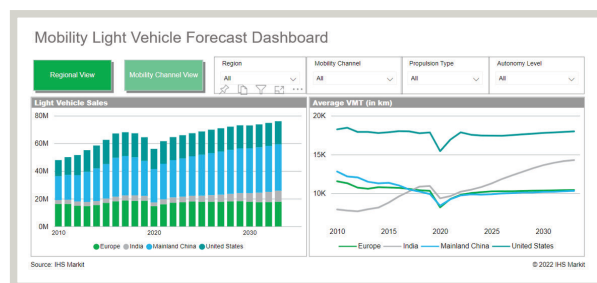 Mobility Light Vehicle Forecast Dashboard
Regional View
Mobility Channel View
Region
All
Mobility Channel
All
Propulsion Type
All
Autonomy Level
All
Light Vehicle Sales
80M
60M
40M
20M
0M
2010
2020
2030
Europe India Mainland China United States
Average VMT (in km)
20K
15K
10K
2010
2015
2020
2025
2030
Europe India Mainland China United States
Source: IHS Markit
© 2022 IHS Markit